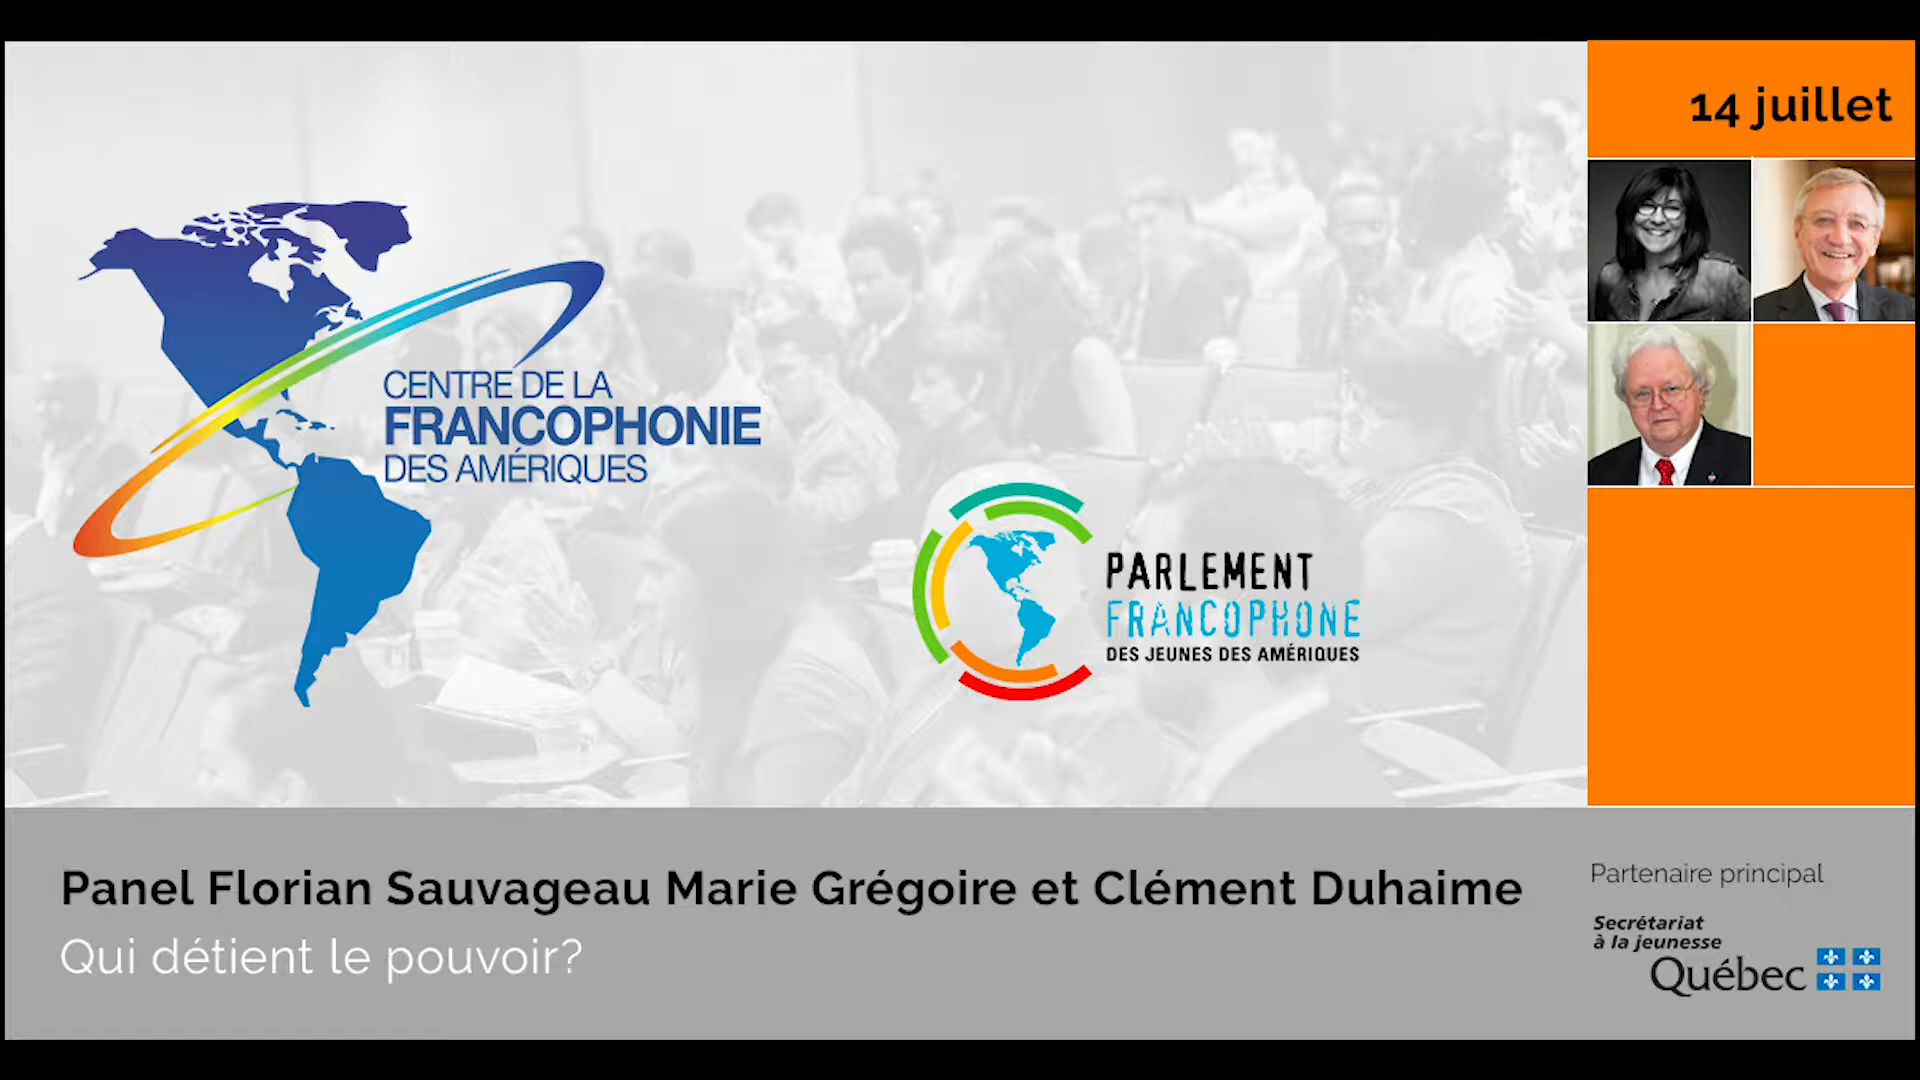 14 juillet
CENTRE DE LA
FRANCOPHONIE
DES AMÉRIQUES
PARLEMENT
FRANCOPHONE
DES JEUNES DES AMÉRIQUES
Panel Florian Sauvageau Marie Grégoire et Clément Duhaime
Qui détient le pouvoir?
Partenaire principal
Secrétariat
à la jeunesse
Québec